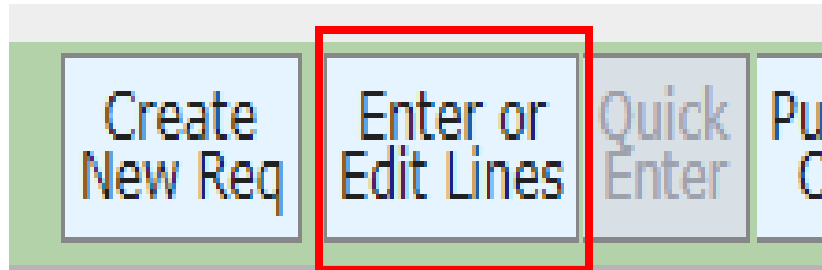 Create
New Req
Enter or
Edit Lines
Quick
Enter